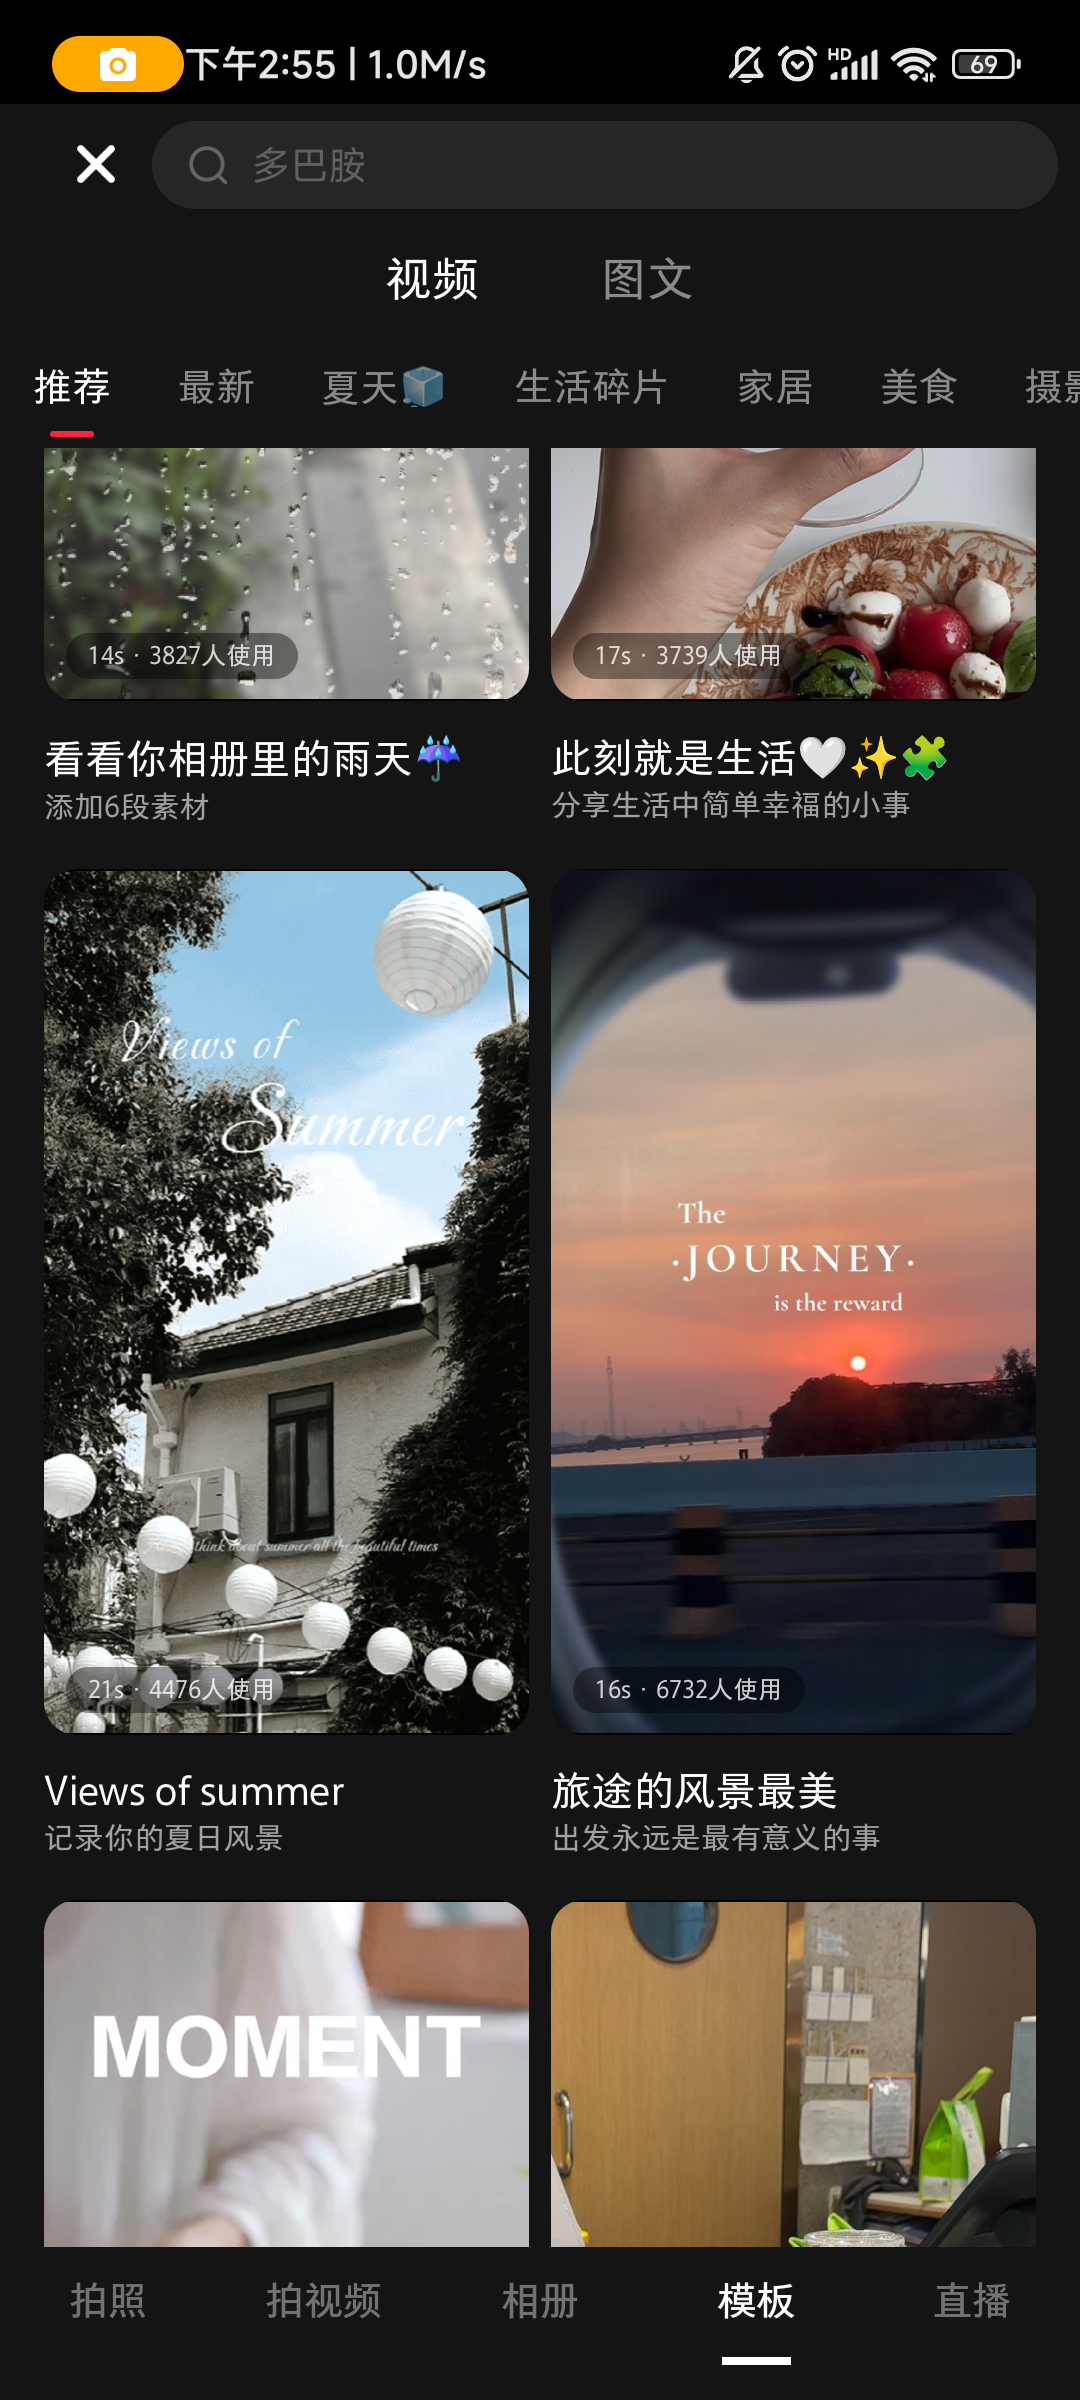 下午2:55 | 1.0M/s
HD
69
多巴胺
视频 图文
推荐 最新 夏天🧊 生活碎片 家居 美食 摄影
14s · 3827人使用
17s · 3739人使用
看看你相册里的雨天☔
添加6段素材
此刻就是生活🤍✨🧩
分享生活中简单幸福的小事
Views of
Summer
think about summer all the beautiful times
21s · 4476人使用
The
·JOURNEY·
is the reward
16s · 6732人使用
Views of summer
记录你的夏日风景
旅途的风景最美
出发永远是最有意义的事
MOMENT
拍照 拍视频 相册 模板 直播